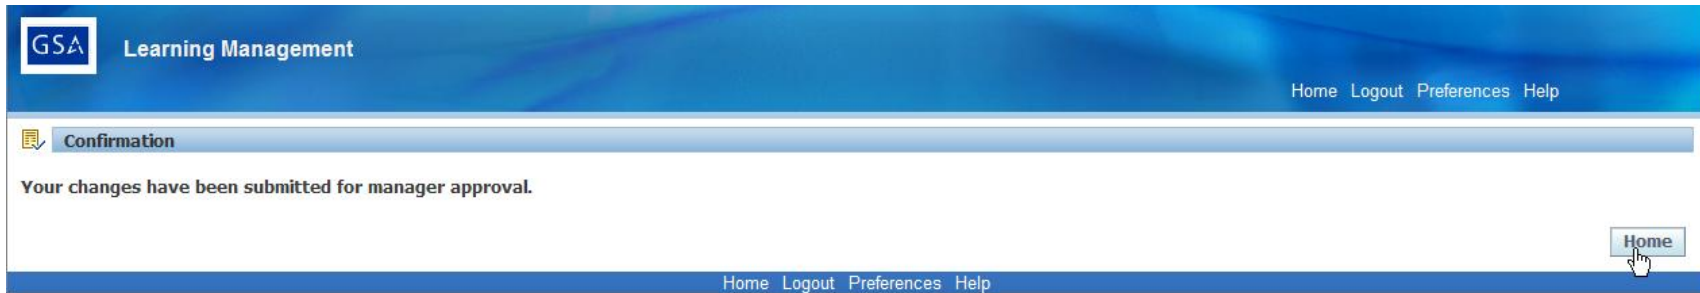 GSA
Learning Management
Home Logout Preferences Help
Confirmation
Your changes have been submitted for manager approval.
Home
Home Logout Preferences Help